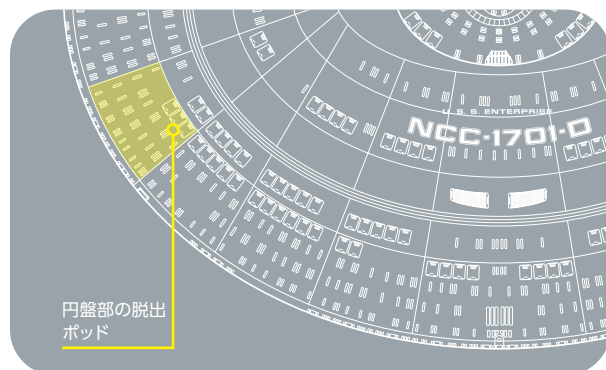 U. S. S. ENTERPRISE
NCC-1701-D
円盤部の脱出
ポッド